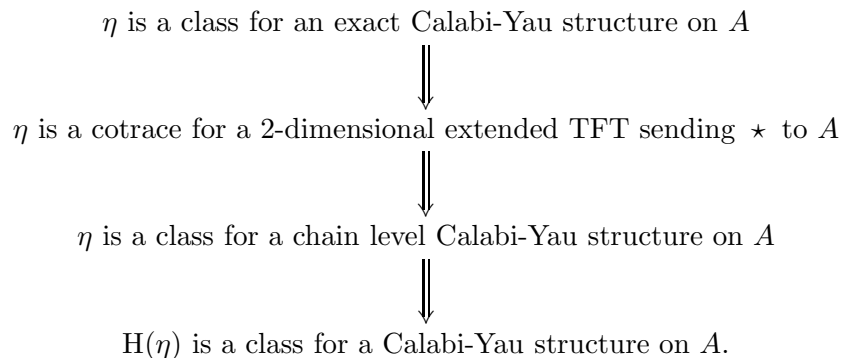 η is a class for an exact Calabi-Yau structure on A
η is a cotrace for a 2-dimensional extended TFT sending ⋆ to A
η is a class for a chain level Calabi-Yau structure on A
H(η) is a class for a Calabi-Yau structure on A.